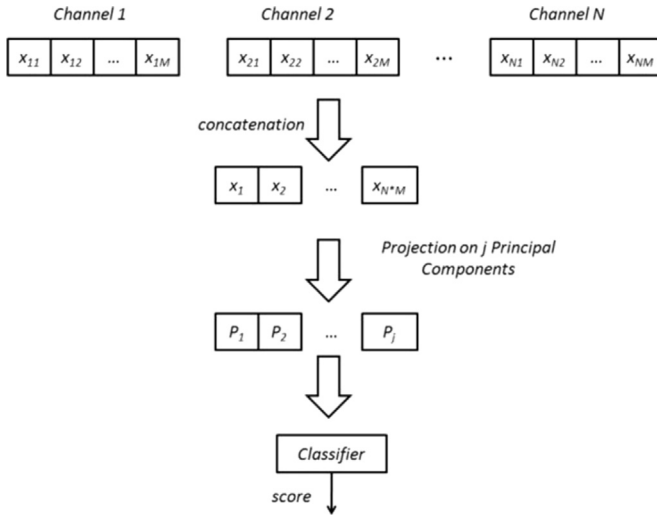 Channel 1 Channel 2 Channel N
x₁₁ x₁₂ ... x₁M x₂₁ x₂₂ ... x₂M ... xN₁ xN₂ ... xNM
concatenation
x₁ x₂ ... xN*M
Projection on j Principal
Components
P₁ P₂ ... Pⱼ
Classifier
score